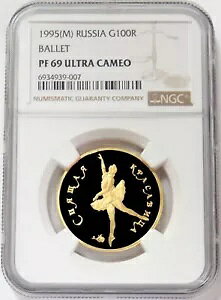 1995(M) RUSSIA G100R
BALLET
PF 69 ULTRA CAMEO
6934939-007
NGC
NUMISMATIC GUARANTY COMPANY
СПЯЩАЯ КРАСАВИЦА